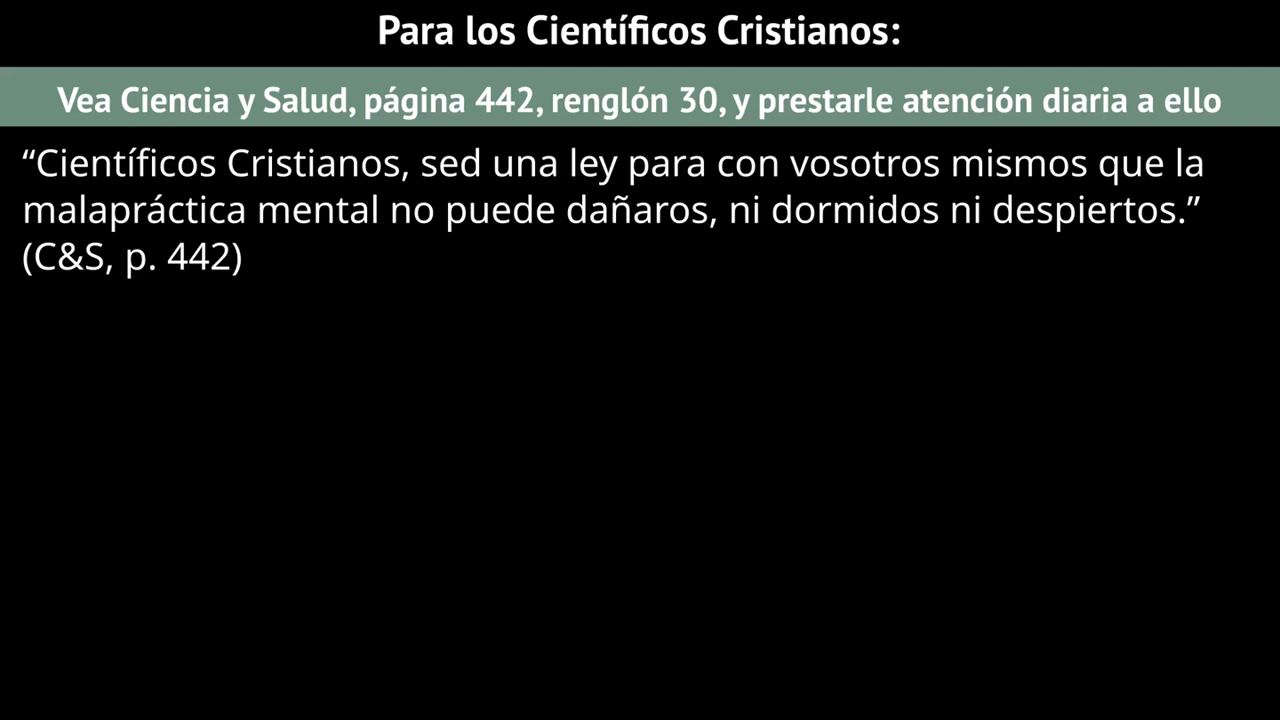 Para los Científicos Cristianos:
Vea Ciencia y Salud, página 442, renglón 30, y prestarle atención diaria a ello
“Científicos Cristianos, sed una ley para con vosotros mismos que la
malapráctica mental no puede dañaros, ni dormidos ni despiertos.”
(C&S, p. 442)